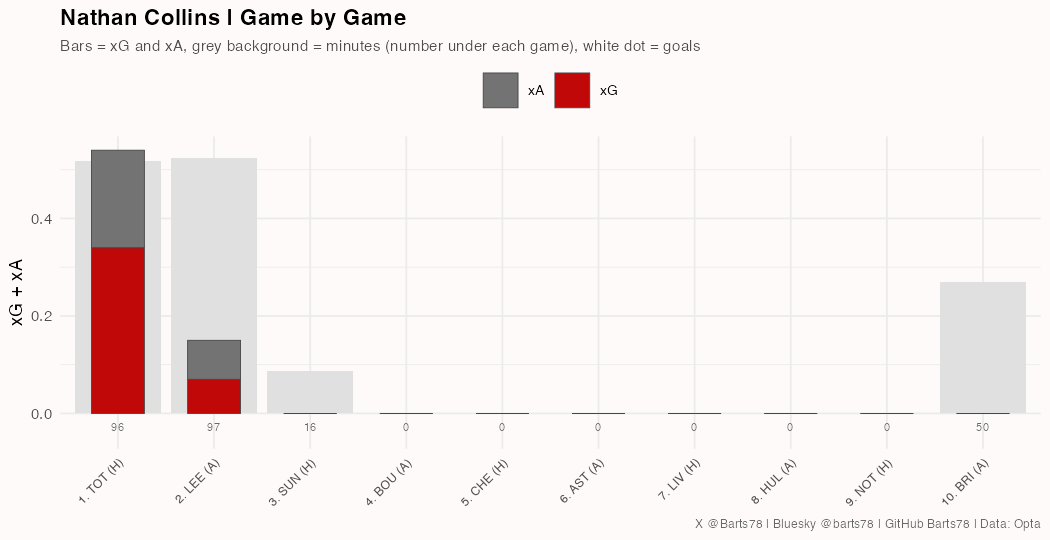 Nathan Collins | Game by Game
Bars = xG and xA, grey background = minutes (number under each game), white dot = goals
xA xG
xG + xA
0.4
0.2
0.0
96 97 16 0 0 0 0 0 0 50
1. TOT (H) 2. LEE (A) 3. SUN (H) 4. BOU (A) 5. CHE (H) 6. AST (A) 7. LIV (H) 8. HUL (A) 9. NOT (H) 10. BRI (A)
X @Barts78 | Bluesky @barts78 | GitHub Barts78 | Data: Opta